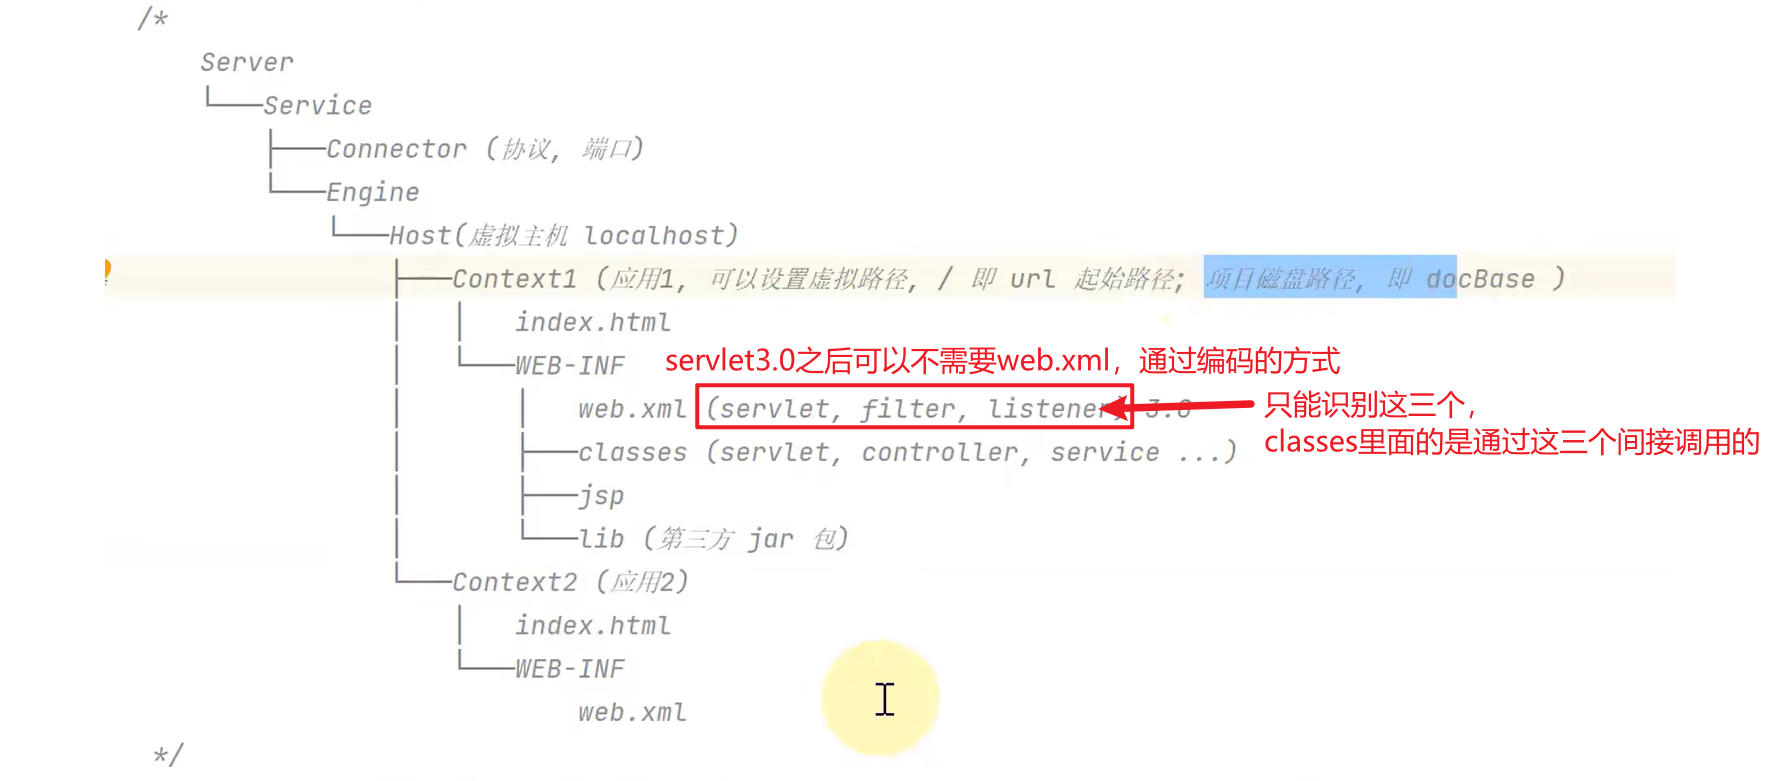 /*
Server
Service
Connector (协议, 端口)
Engine
Host(虚拟主机 localhost)
Context1 (应用1, 可以设置虚拟路径, / 即 url 起始路径; 项目磁盘路径, 即 docBase )
index.html
WEB-INF
servlet3.0之后可以不需要web.xml，通过编码的方式
web.xml (servlet, filter, listener) 3.0
只能识别这三个，
classes里面的是通过这三个间接调用的
classes (servlet, controller, service ...)
jsp
lib (第三方 jar 包)
Context2 (应用2)
index.html
WEB-INF
web.xml
*/